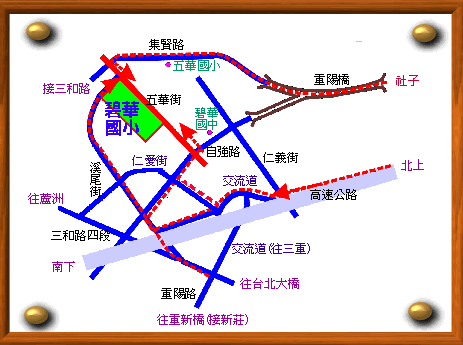 集賢路
五華國小
重陽橋
社子
接三和路
五華街
碧華
國小
碧華
國中
自強路
仁愛街
仁義街
溪尾街
交流道
北上
往蘆洲
高速公路
三和路四段
交流道(往三重)
南下
重陽路
往台北大橋
往重新橋(接新莊)